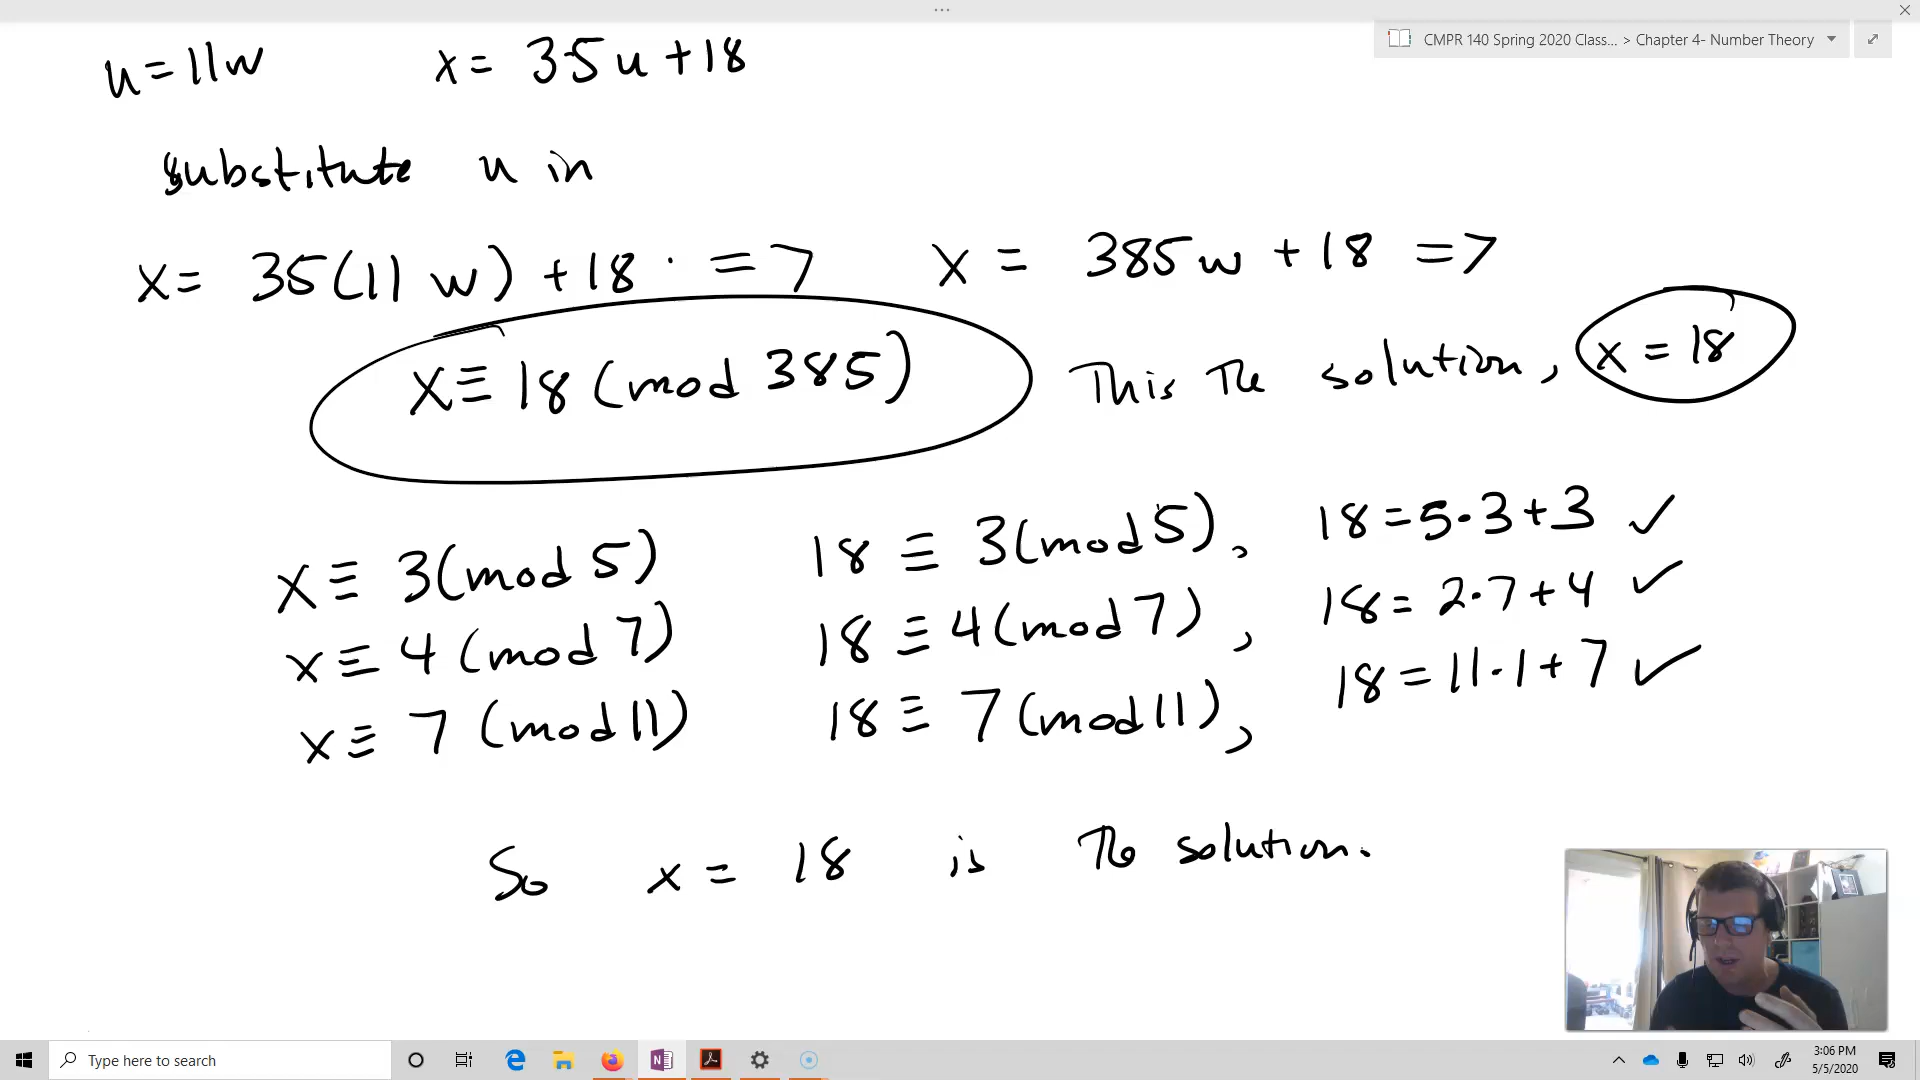 CMPR 140 Spring 2020 Class... > Chapter 4- Number Theory
u=11w x= 35u+18
substitute u in
x= 35(11 w) +18 . => x = 385w +18 =>
x≡ 18 (mod 385) This The solution, x = 18
x≡ 3(mod 5) 18 ≡ 3(mod 5), 18=5·3+3 ✓
x≡ 4 (mod 7) 18 ≡ 4(mod 7), 18= 2·7+4 ✓
x≡ 7 (mod 11) 18 ≡ 7 (mod 11), 18=11·1+7 ✓
So x = 18 is The solution.
Type here to search
3:06 PM
5/5/2020